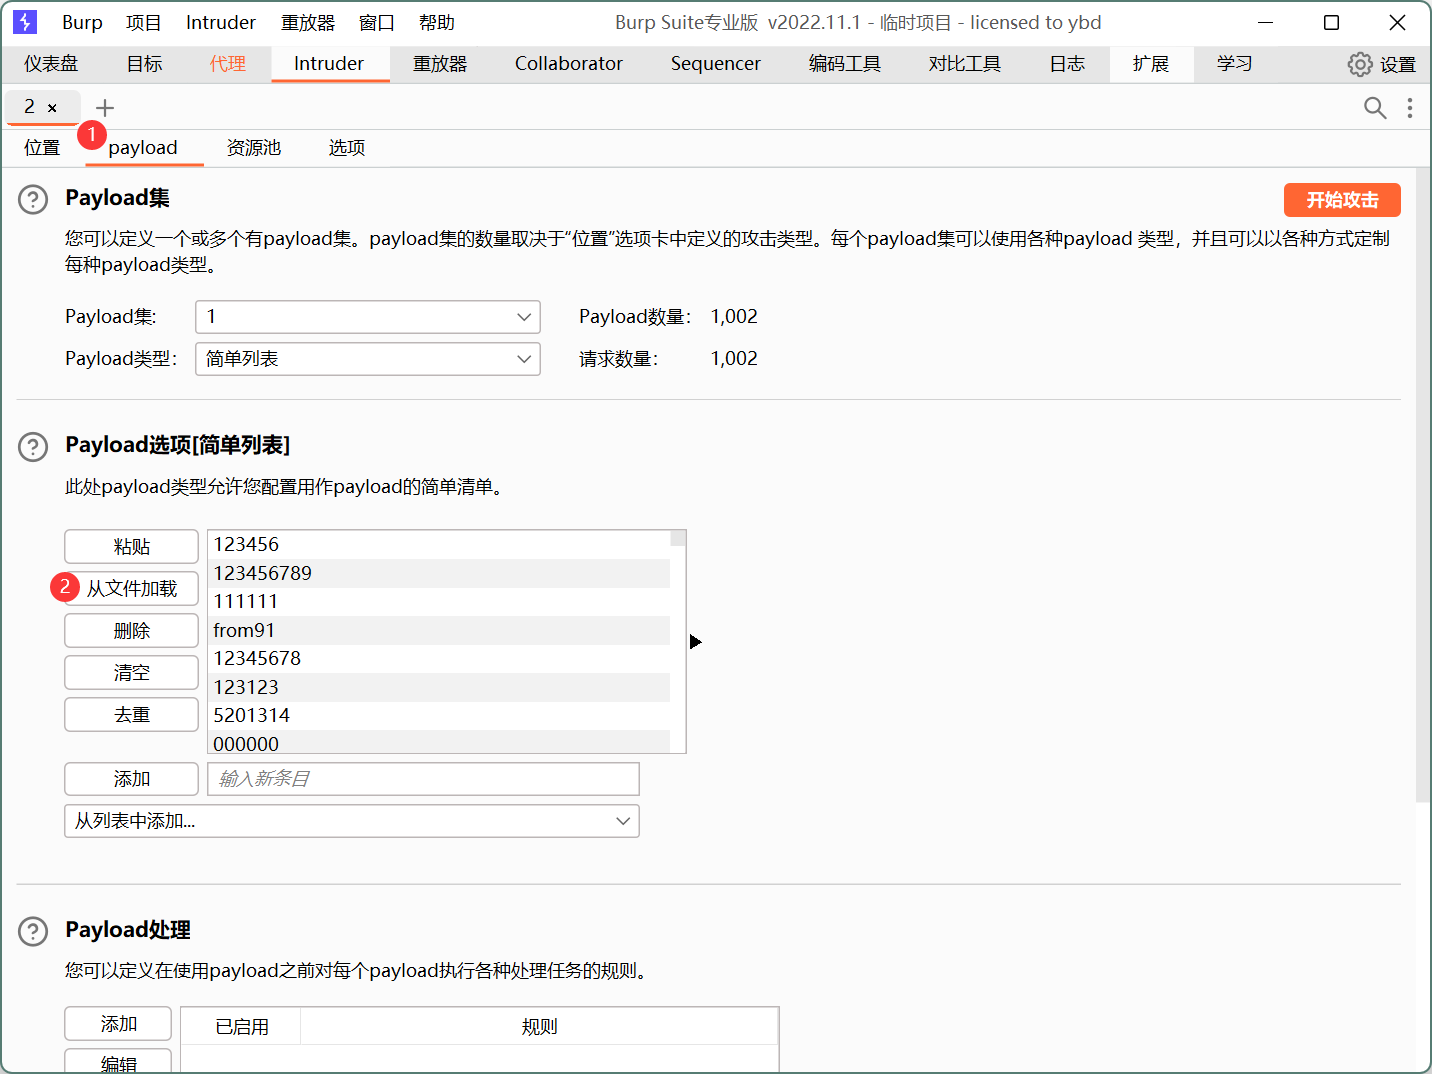 Burp 项目 Intruder 重放器 窗口 帮助 Burp Suite专业版 v2022.11.1 - 临时项目 - licensed to ybd
仪表盘 目标 代理 Intruder 重放器 Collaborator Sequencer 编码工具 对比工具 日志 扩展 学习 设置
2 × +
1
位置 payload 资源池 选项
? Payload集 开始攻击
您可以定义一个或多个有payload集。payload集的数量取决于“位置”选项卡中定义的攻击类型。每个payload集可以使用各种payload 类型，并且可以以各种方式定制
每种payload类型。
Payload集: 1 Payload数量： 1,002
Payload类型： 简单列表 请求数量： 1,002
? Payload选项[简单列表]
此处payload类型允许您配置用作payload的简单清单。
粘贴 123456
123456789
2 从文件加载
111111
删除 from91
12345678
清空
123123
去重 5201314
000000
添加 输入新条目
从列表中添加...
? Payload处理
您可以定义在使用payload之前对每个payload执行各种处理任务的规则。
添加 已启用 规则
编辑